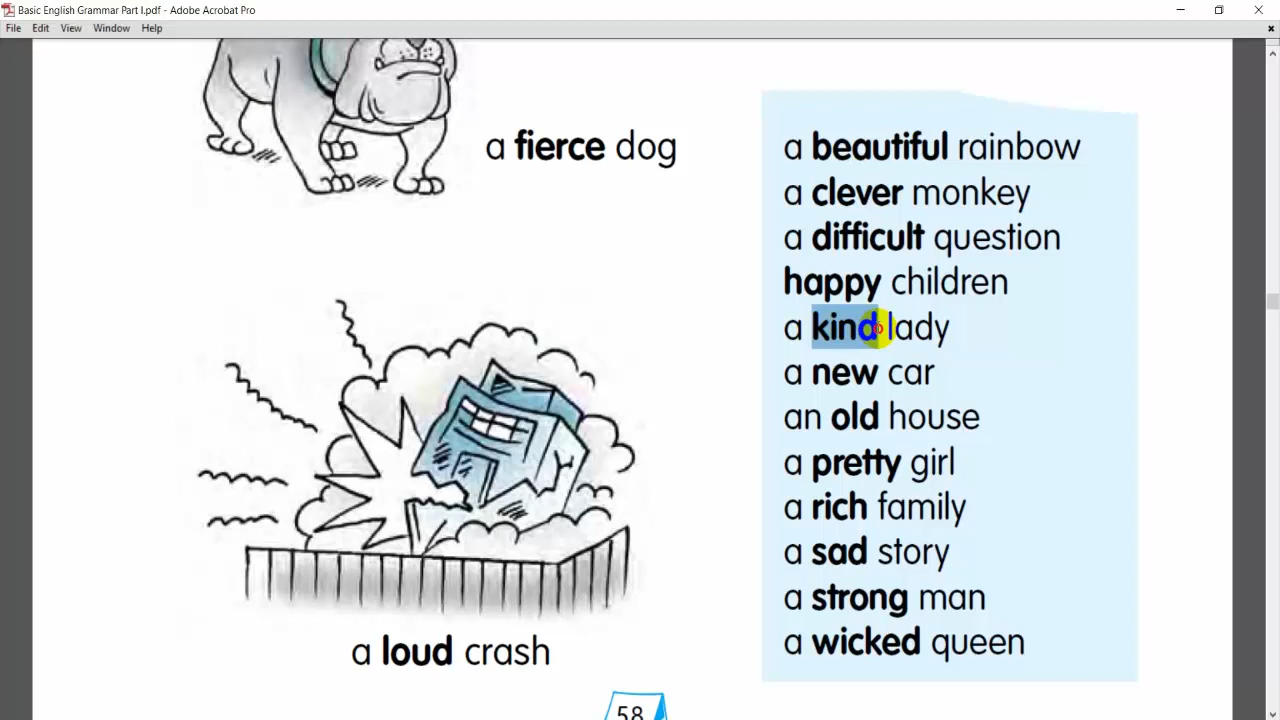 Basic English Grammar Part I.pdf - Adobe Acrobat Pro
File Edit View Window Help
a fierce dog
a loud crash
a beautiful rainbow
a clever monkey
a difficult question
happy children
a kind lady
a new car
an old house
a pretty girl
a rich family
a sad story
a strong man
a wicked queen
58